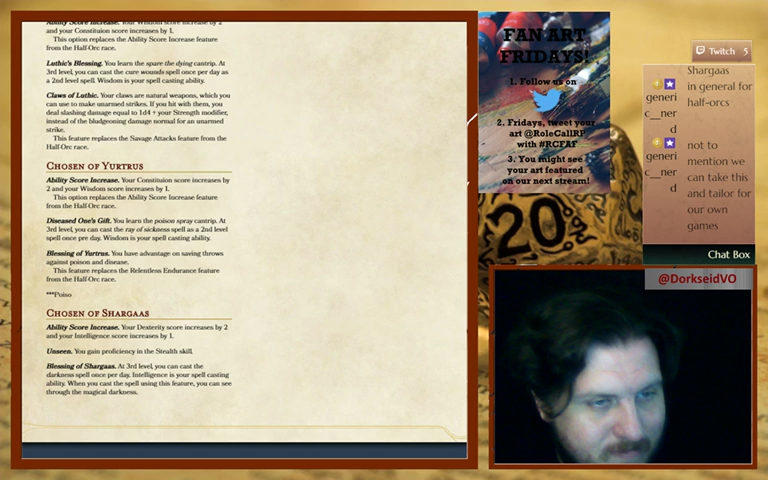 Ability Score Increase. Your Wisdom score increases by 2
and your Constituion score increases by 1.
This option replaces the Ability Score Increase feature
from the Half-Orc race.
Luthic's Blessing. You learn the spare the dying cantrip. At
3rd level, you can cast the cure wounds spell once per day as
a 2nd level spell. Wisdom is your spell casting ability.
Claws of Luthic. Your claws are natural weapons, which you
can use to make unarmed strikes. If you hit with them, you
deal slashing damage equal to 1d4 + your Strength modifier,
instead of the bludgeoning damage normal for an unarmed
strike.
This feature replaces the Savage Attacks feature from the
Half-Orc race.
Chosen of Yurtrus
Ability Score Increase. Your Constituion score increases by
2 and your Wisdom score increases by 1.
This option replaces the Ability Score Increase feature
from the Half-Orc race.
Diseased One's Gift. You learn the poison spray cantrip. At
3rd level, you can cast the ray of sickness spell as a 2nd level
spell once per day. Wisdom is your spell casting ability.
Blessing of Yurtrus. You have advantage on saving throws
against poison and disease.
This feature replaces the Relentless Endurance feature
from the Half-Orc race.
***Poiso
Chosen of Shargaas
Ability Score Increase. Your Dexterity score increases by 2
and your Intelligence score increases by 1.
Unseen. You gain proficiency in the Stealth skill.
Blessing of Shargaas. At 3rd level, you can cast the
darkness spell once per day. Intelligence is your spell casting
ability. When you cast the spell using this feature, you can see
through the magical darkness.
FAN ART
FRIDAYS!
1. Follow us on
2. Fridays, tweet your
art @RoleCallRP
with #RCFAF
3. You might see
your art featured
on our next stream!
20
Twitch 5
Shargaas
in general for
half-orcs
generi
c__ner
d
not to
mention we
can take this
and tailor for
our own
games
generi
c__ner
d
Chat Box
@DorkseidVO